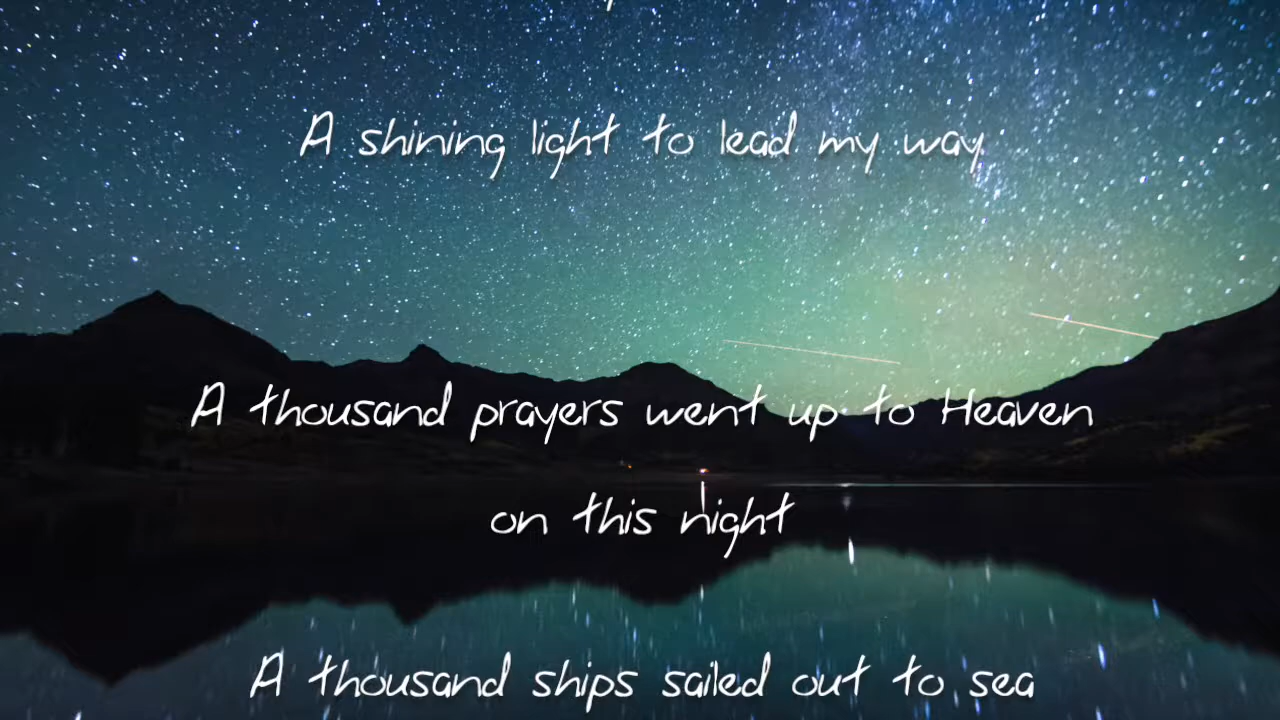 A shining light to lead my way
A thousand prayers went up to Heaven
on this night
A thousand ships sailed out to sea